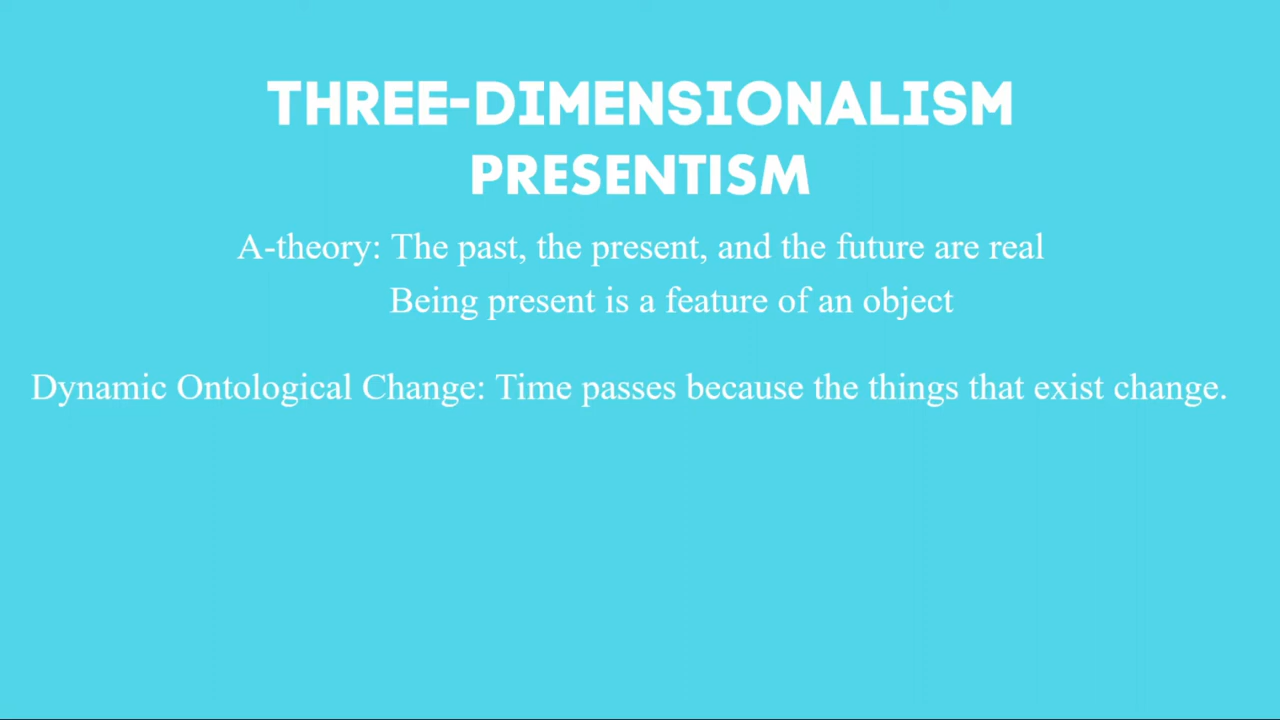 THREE-DIMENSIONALISM
PRESENTISM
A-theory: The past, the present, and the future are real
Being present is a feature of an object
Dynamic Ontological Change: Time passes because the things that exist change.